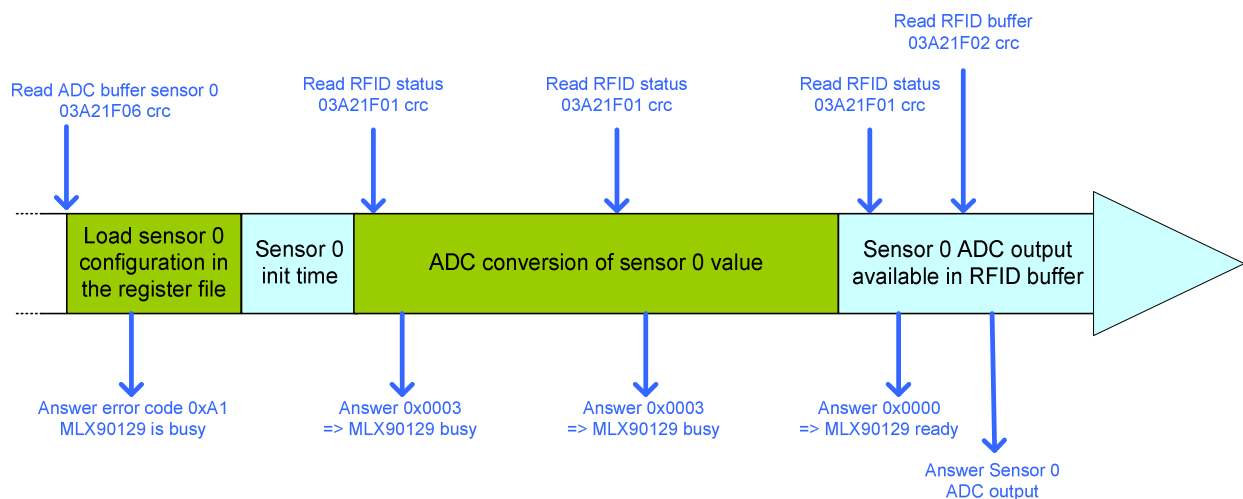 Read RFID buffer
03A21F02 crc
Read ADC buffer sensor 0
03A21F06 crc
Read RFID status
03A21F01 crc
Read RFID status
03A21F01 crc
Read RFID status
03A21F01 crc
Load sensor 0
configuration in
the register file
Sensor 0
init time
ADC conversion of sensor 0 value
Sensor 0 ADC output
available in RFID buffer
Answer error code 0xA1
MLX90129 is busy
Answer 0x0003
=> MLX90129 busy
Answer 0x0003
=> MLX90129 busy
Answer 0x0000
=> MLX90129 ready
Answer Sensor 0
ADC output